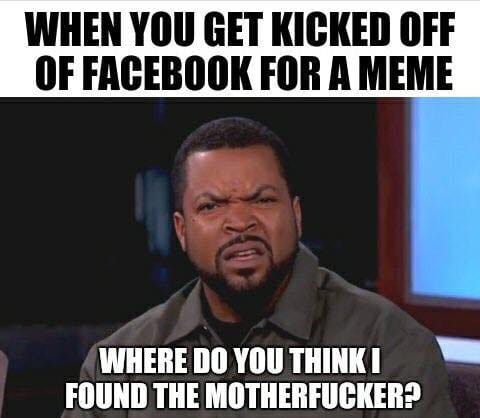 WHEN YOU GET KICKED OFF
OF FACEBOOK FOR A MEME
WHERE DO YOU THINK I
FOUND THE MOTHERFUCKER?